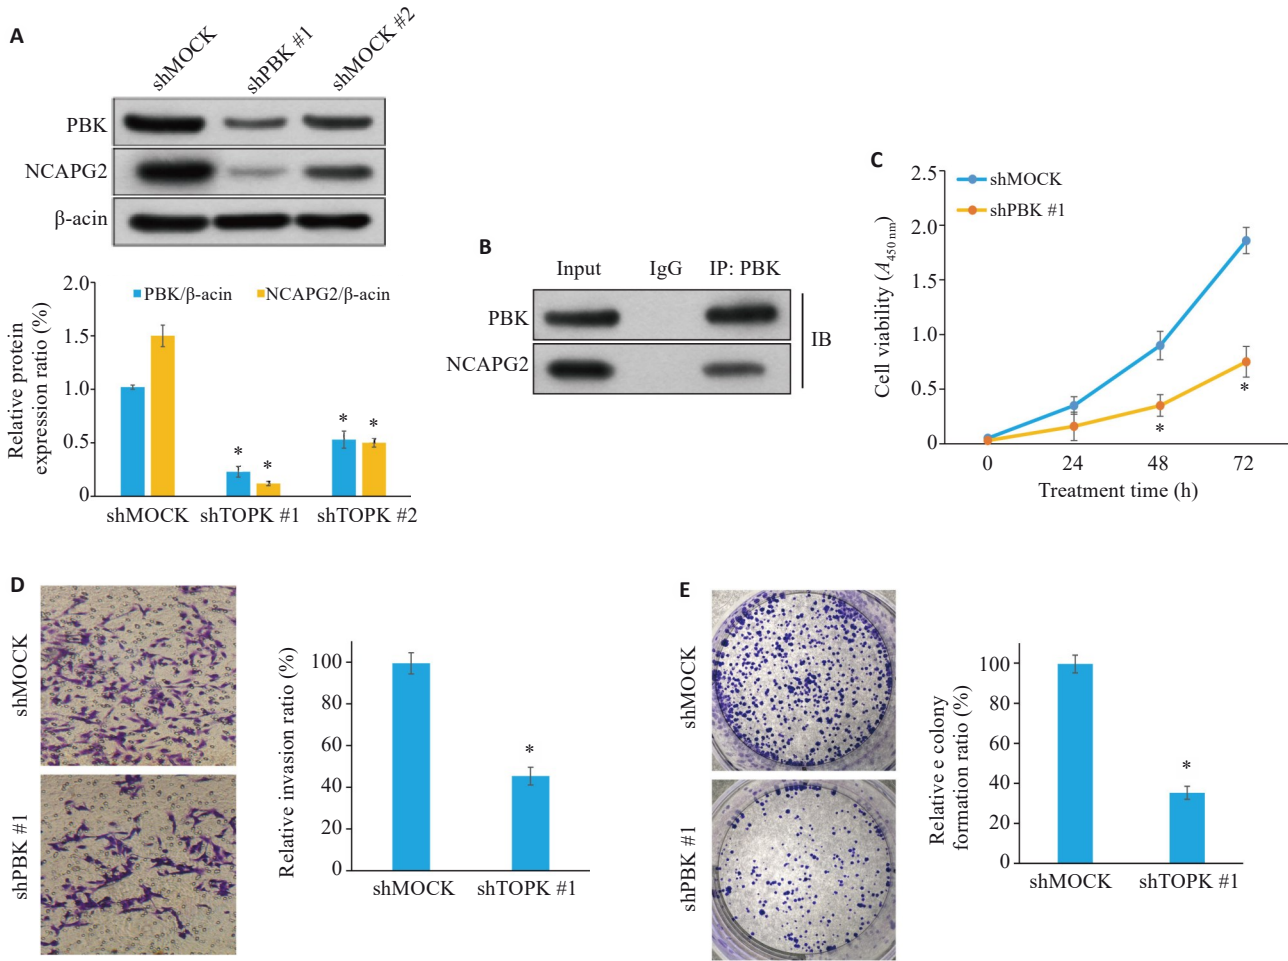 A
shMOCK
shPBK #1
shMOCK #2
PBK
NCAPG2
β-acin
2.0
1.5
1.0
0.5
0
Relative protein
expression ratio (%)
PBK/β-acin
NCAPG2/β-acin
*
*
*
*
shMOCK
shTOPK #1
shTOPK #2
B
Input
IgG
IP: PBK
PBK
NCAPG2
IB
C
2.5
2.0
1.5
1.0
0.5
0
Cell viability (A450 nm)
shMOCK
shPBK #1
*
*
0
24
48
72
Treatment time (h)
D
shMOCK
shPBK #1
Relative invasion ratio (%)
100
80
60
40
20
0
*
shMOCK
shTOPK #1
E
shMOCK
shPBK #1
Relative e colony
formation ratio (%)
100
80
60
40
20
0
*
shMOCK
shTOPK #1